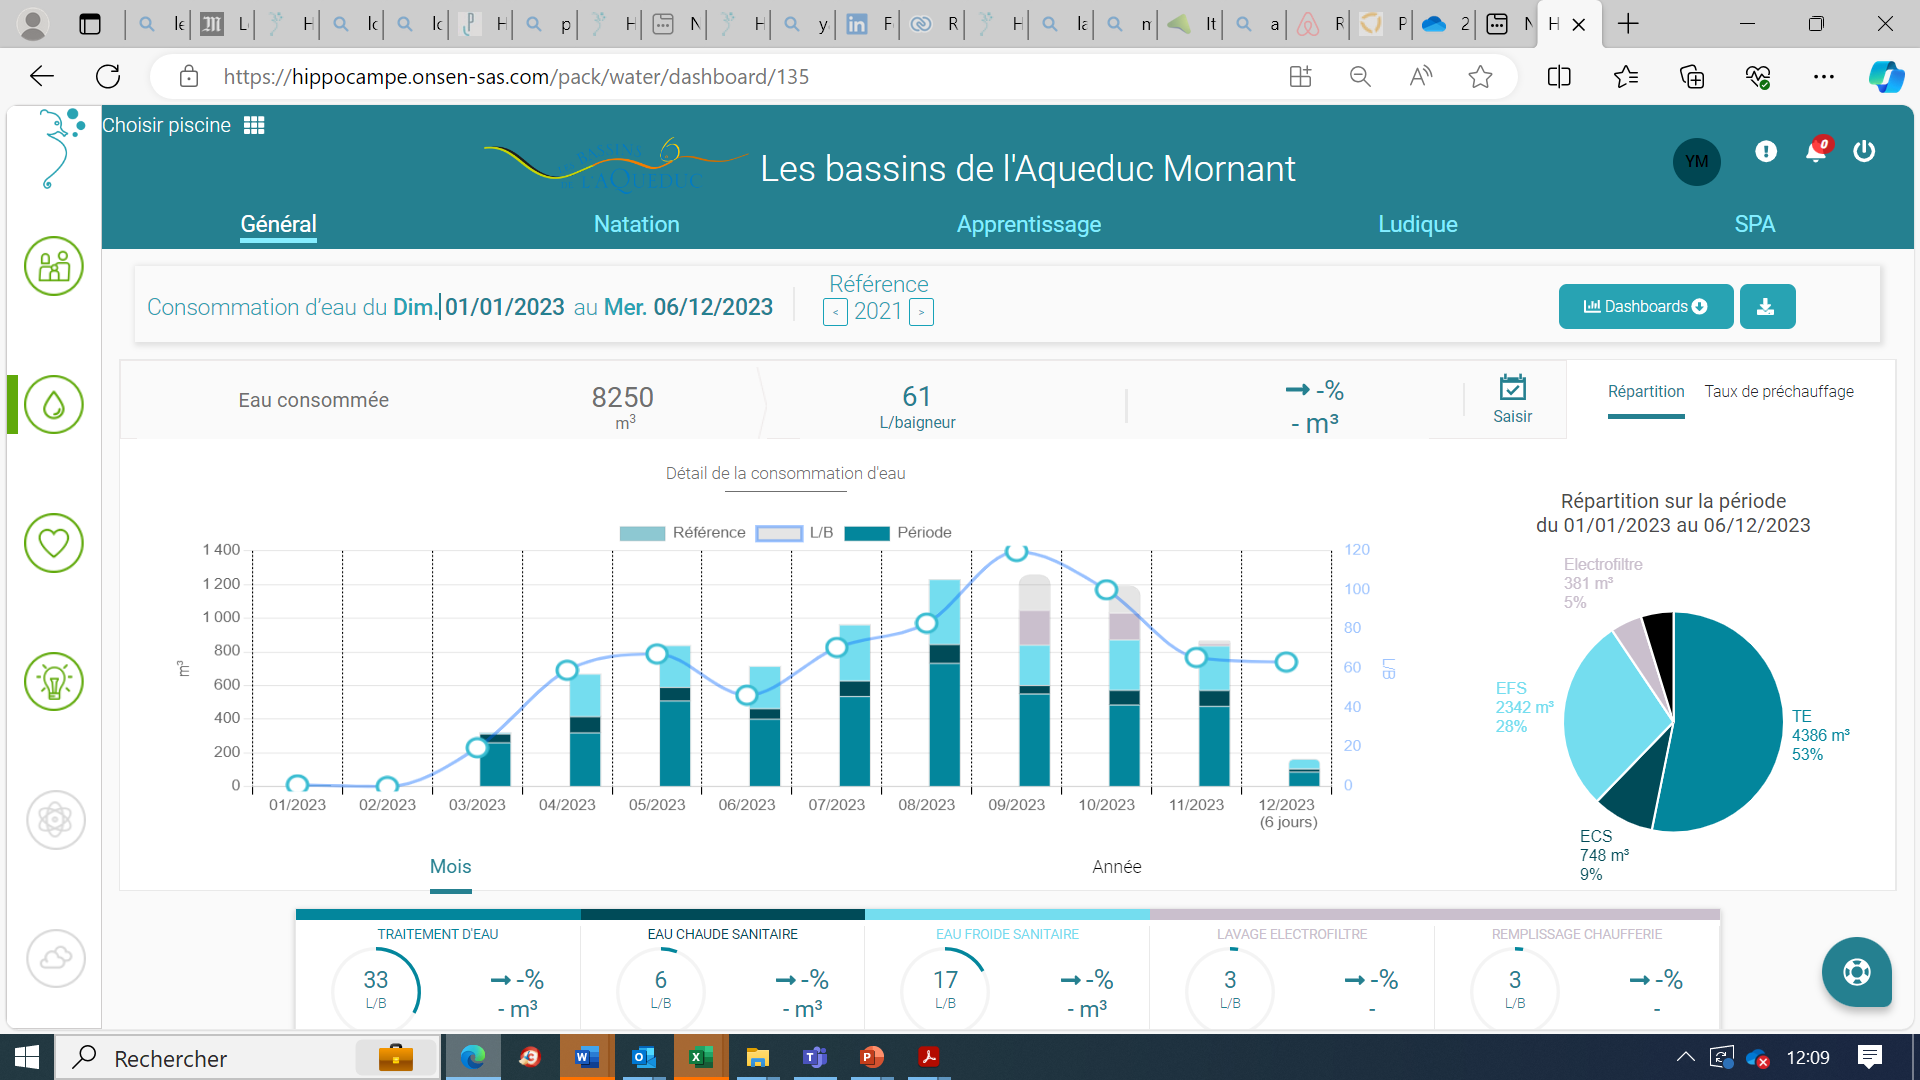 https://hippocampe.onsen-sas.com/pack/water/dashboard/135
Choisir piscine
BASSINS
DE L'AQUEDUC
Les bassins de l'Aqueduc Mornant
YM
0
Général
Natation
Apprentissage
Ludique
SPA
Consommation d'eau du Dim. 01/01/2023 au Mer. 06/12/2023
Référence
< 2021 >
Dashboards
Eau consommée
8250
m³
61
L/baigneur
-%
- m³
Saisir
Répartition
Taux de préchauffage
Détail de la consommation d'eau
Référence
L/B
Période
1 400
1 200
1 000
800
600
400
200
0
m³
120
100
80
60
40
20
0
L/B
01/2023
02/2023
03/2023
04/2023
05/2023
06/2023
07/2023
08/2023
09/2023
10/2023
11/2023
12/2023
(6 jours)
Mois
Année
Répartition sur la période
du 01/01/2023 au 06/12/2023
Electrofiltre
381 m³
5%
EFS
2342 m³
28%
TE
4386 m³
53%
ECS
748 m³
9%
TRAITEMENT D'EAU
33
L/B
-%
- m³
EAU CHAUDE SANITAIRE
6
L/B
-%
- m³
EAU FROIDE SANITAIRE
17
L/B
-%
- m³
LAVAGE ELECTROFILTRE
3
L/B
-%
-
REMPLISSAGE CHAUFFERIE
3
L/B
-%
-
Rechercher
12:09